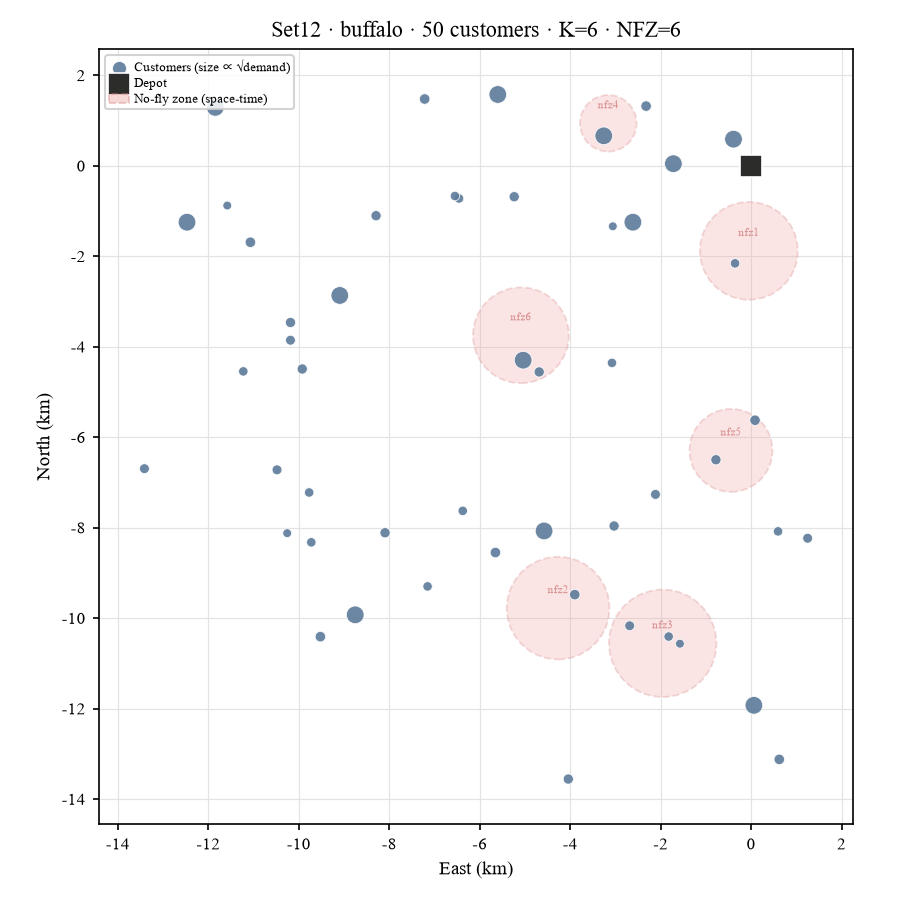 Set12 · buffalo · 50 customers · K=6 · NFZ=6
Customers (size ∝ √demand)
Depot
No-fly zone (space-time)
nfz4
nfz1
nfz6
nfz5
nfz2
nfz3
2
0
-2
-4
-6
-8
-10
-12
-14
North (km)
-14
-12
-10
-8
-6
-4
-2
0
2
East (km)